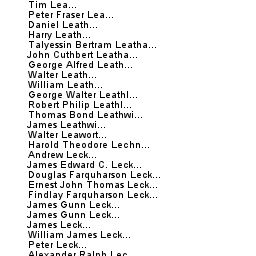 Tim Lea...
Peter Fraser Lea...
Daniel Leath...
Harry Leath...
Talyessin Bertram Leatha...
John Cuthbert Leatha...
George Alfred Leath...
Walter Leath...
William Leath...
George Walter Leathl...
Robert Philip Leathl...
Thomas Bond Leathwi...
James Leathwi...
Walter Leawort...
Harold Theodore Lechn...
Andrew Leck...
James Edward C. Leck...
Douglas Farquharson Leck...
Ernest John Thomas Leck...
Findlay Farquharson Leck...
James Gunn Leck...
James Gunn Leck...
James Leck...
William James Leck...
Peter Leck...
Alexander Ralph Lec